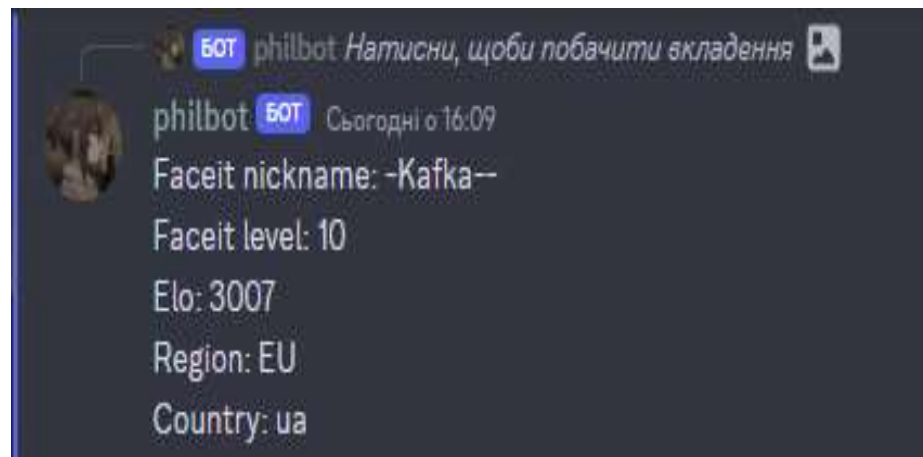 БОТ philbot Натисни, щоби побачити вкладення
philbot БОТ Сьогодні о 16:09
Faceit nickname: -Kafka--
Faceit level: 10
Elo: 3007
Region: EU
Country: ua